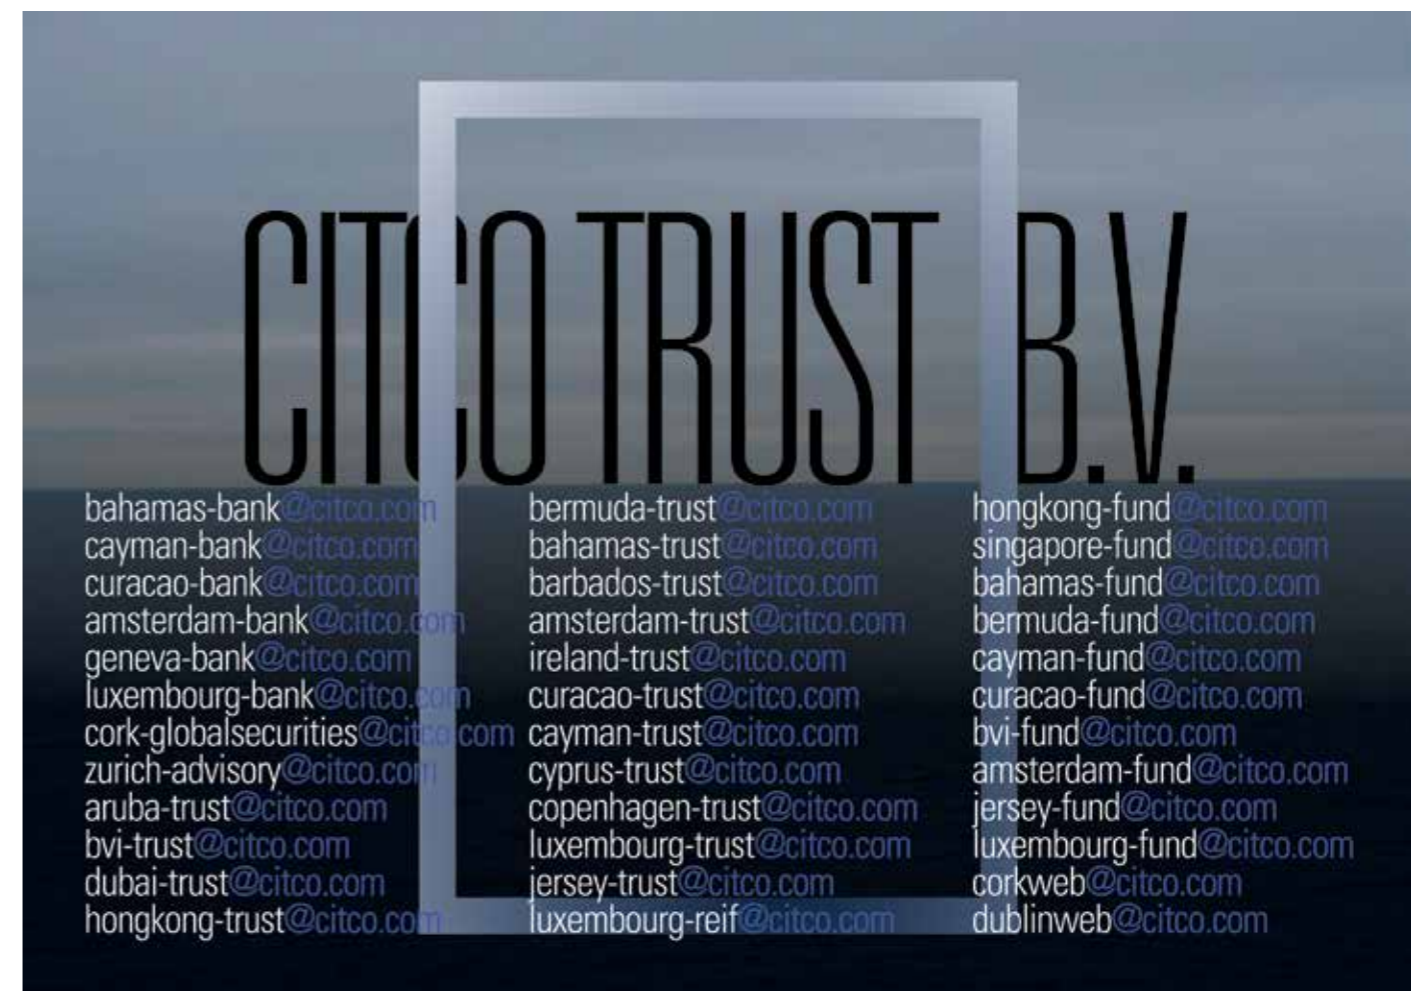 CITCO TRUST B.V.
bahamas-bank@citco.com
cayman-bank@citco.com
curacao-bank@citco.com
amsterdam-bank@citco.com
geneva-bank@citco.com
luxembourg-bank@citco.com
cork-globalsecurities@citco.com
zurich-advisory@citco.com
aruba-trust@citco.com
bvi-trust@citco.com
dubai-trust@citco.com
hongkong-trust@citco.com
bermuda-trust@citco.com
bahamas-trust@citco.com
barbados-trust@citco.com
amsterdam-trust@citco.com
ireland-trust@citco.com
curacao-trust@citco.com
cayman-trust@citco.com
cyprus-trust@citco.com
copenhagen-trust@citco.com
luxembourg-trust@citco.com
jersey-trust@citco.com
luxembourg-reif@citco.com
hongkong-fund@citco.com
singapore-fund@citco.com
bahamas-fund@citco.com
bermuda-fund@citco.com
cayman-fund@citco.com
curacao-fund@citco.com
bvi-fund@citco.com
amsterdam-fund@citco.com
jersey-fund@citco.com
luxembourg-fund@citco.com
corkweb@citco.com
dublinweb@citco.com